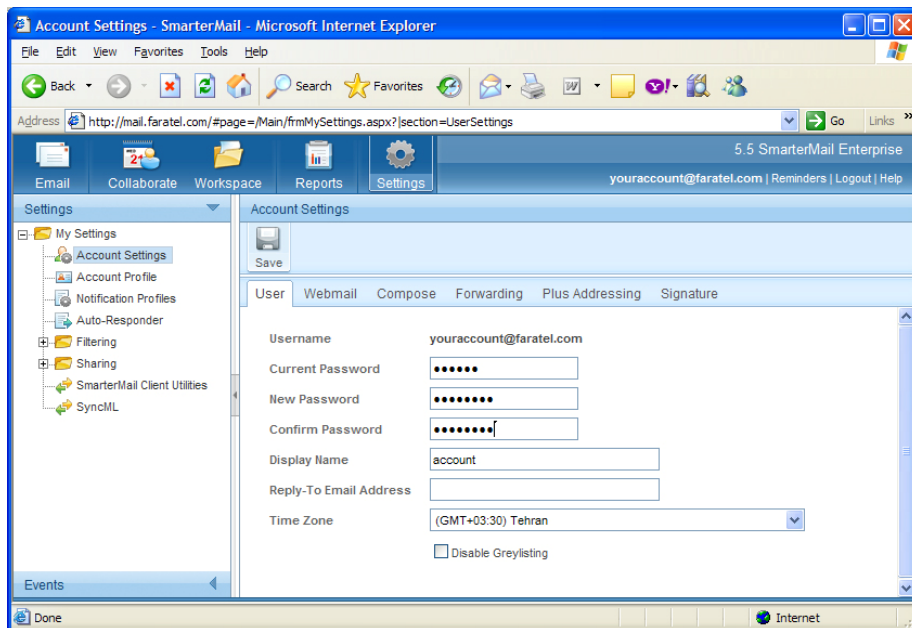 Account Settings - SmarterMail - Microsoft Internet Explorer
File Edit View Favorites Tools Help
Back Search Favorites
Address http://mail.faratel.com/#page=/Main/frmMySettings.aspx?|section=UserSettings Go Links »
5.5 SmarterMail Enterprise
Email Collaborate Workspace Reports Settings
youraccount@faratel.com | Reminders | Logout | Help
Settings
Account Settings
My Settings
Account Settings
Account Profile
Notification Profiles
Auto-Responder
Filtering
Sharing
SmarterMail Client Utilities
SyncML
Events
Save
User Webmail Compose Forwarding Plus Addressing Signature
Username youraccount@faratel.com
Current Password ••••••
New Password ••••••••
Confirm Password ••••••••
Display Name account
Reply-To Email Address
Time Zone (GMT+03:30) Tehran
Disable Greylisting
Done Internet